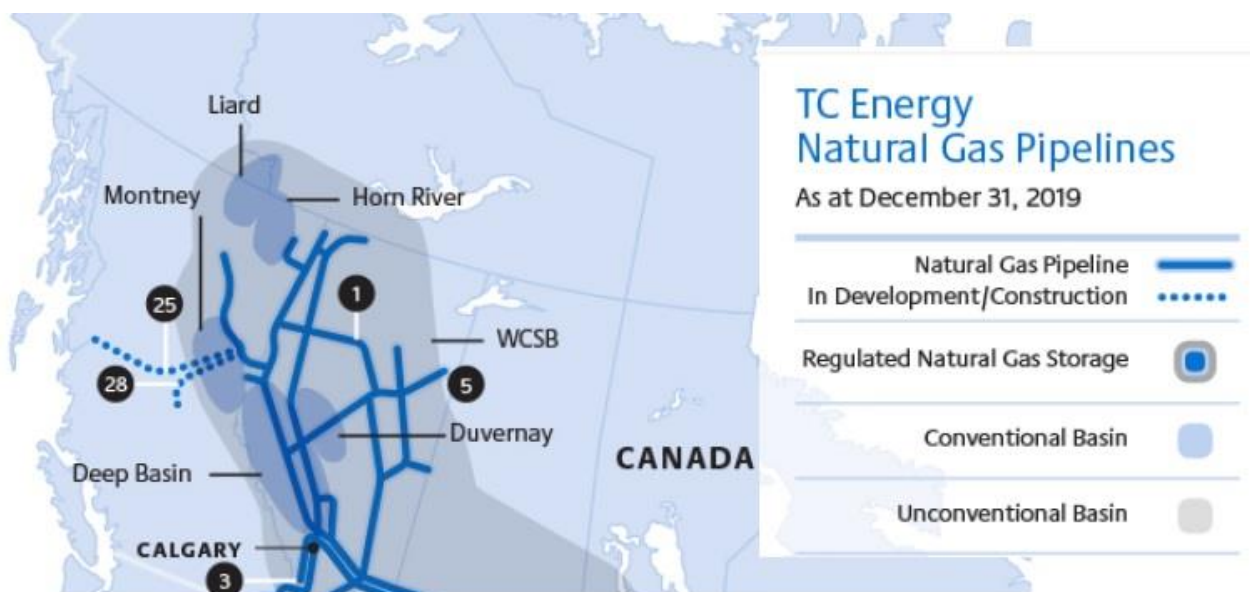 Liard
Montney
Horn River
25
1
WCSB
28
5
Duvernay
Deep Basin
CALGARY
3
CANADA
TC Energy
Natural Gas Pipelines
As at December 31, 2019
Natural Gas Pipeline
In Development/Construction
Regulated Natural Gas Storage
Conventional Basin
Unconventional Basin